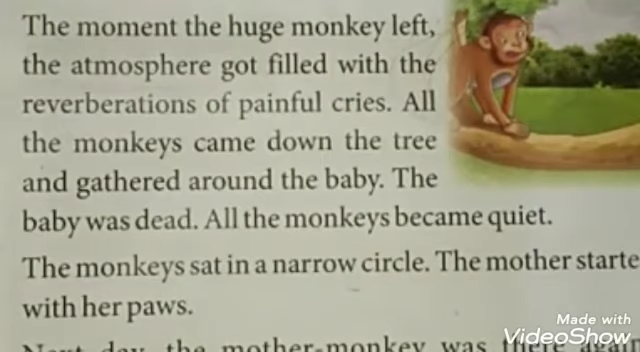 The moment the huge monkey left,
the atmosphere got filled with the
reverberations of painful cries. All
the monkeys came down the tree
and gathered around the baby. The
baby was dead. All the monkeys became quiet.
The monkeys sat in a narrow circle. The mother starte
with her paws.
Next day, the mother-monkey was again
Made with
VideoShow